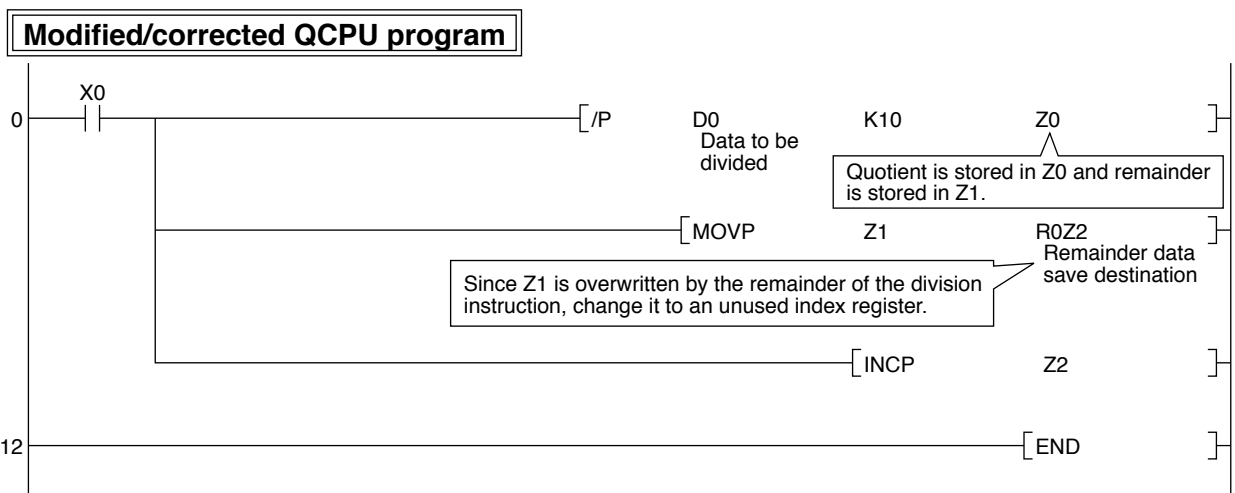 Modified/corrected QCPU program
X0
0 /P D0 K10 Z0
Data to be
divided
Quotient is stored in Z0 and remainder
is stored in Z1.
MOVP Z1 R0Z2
Remainder data
save destination
Since Z1 is overwritten by the remainder of the division
instruction, change it to an unused index register.
INCP Z2
12 END